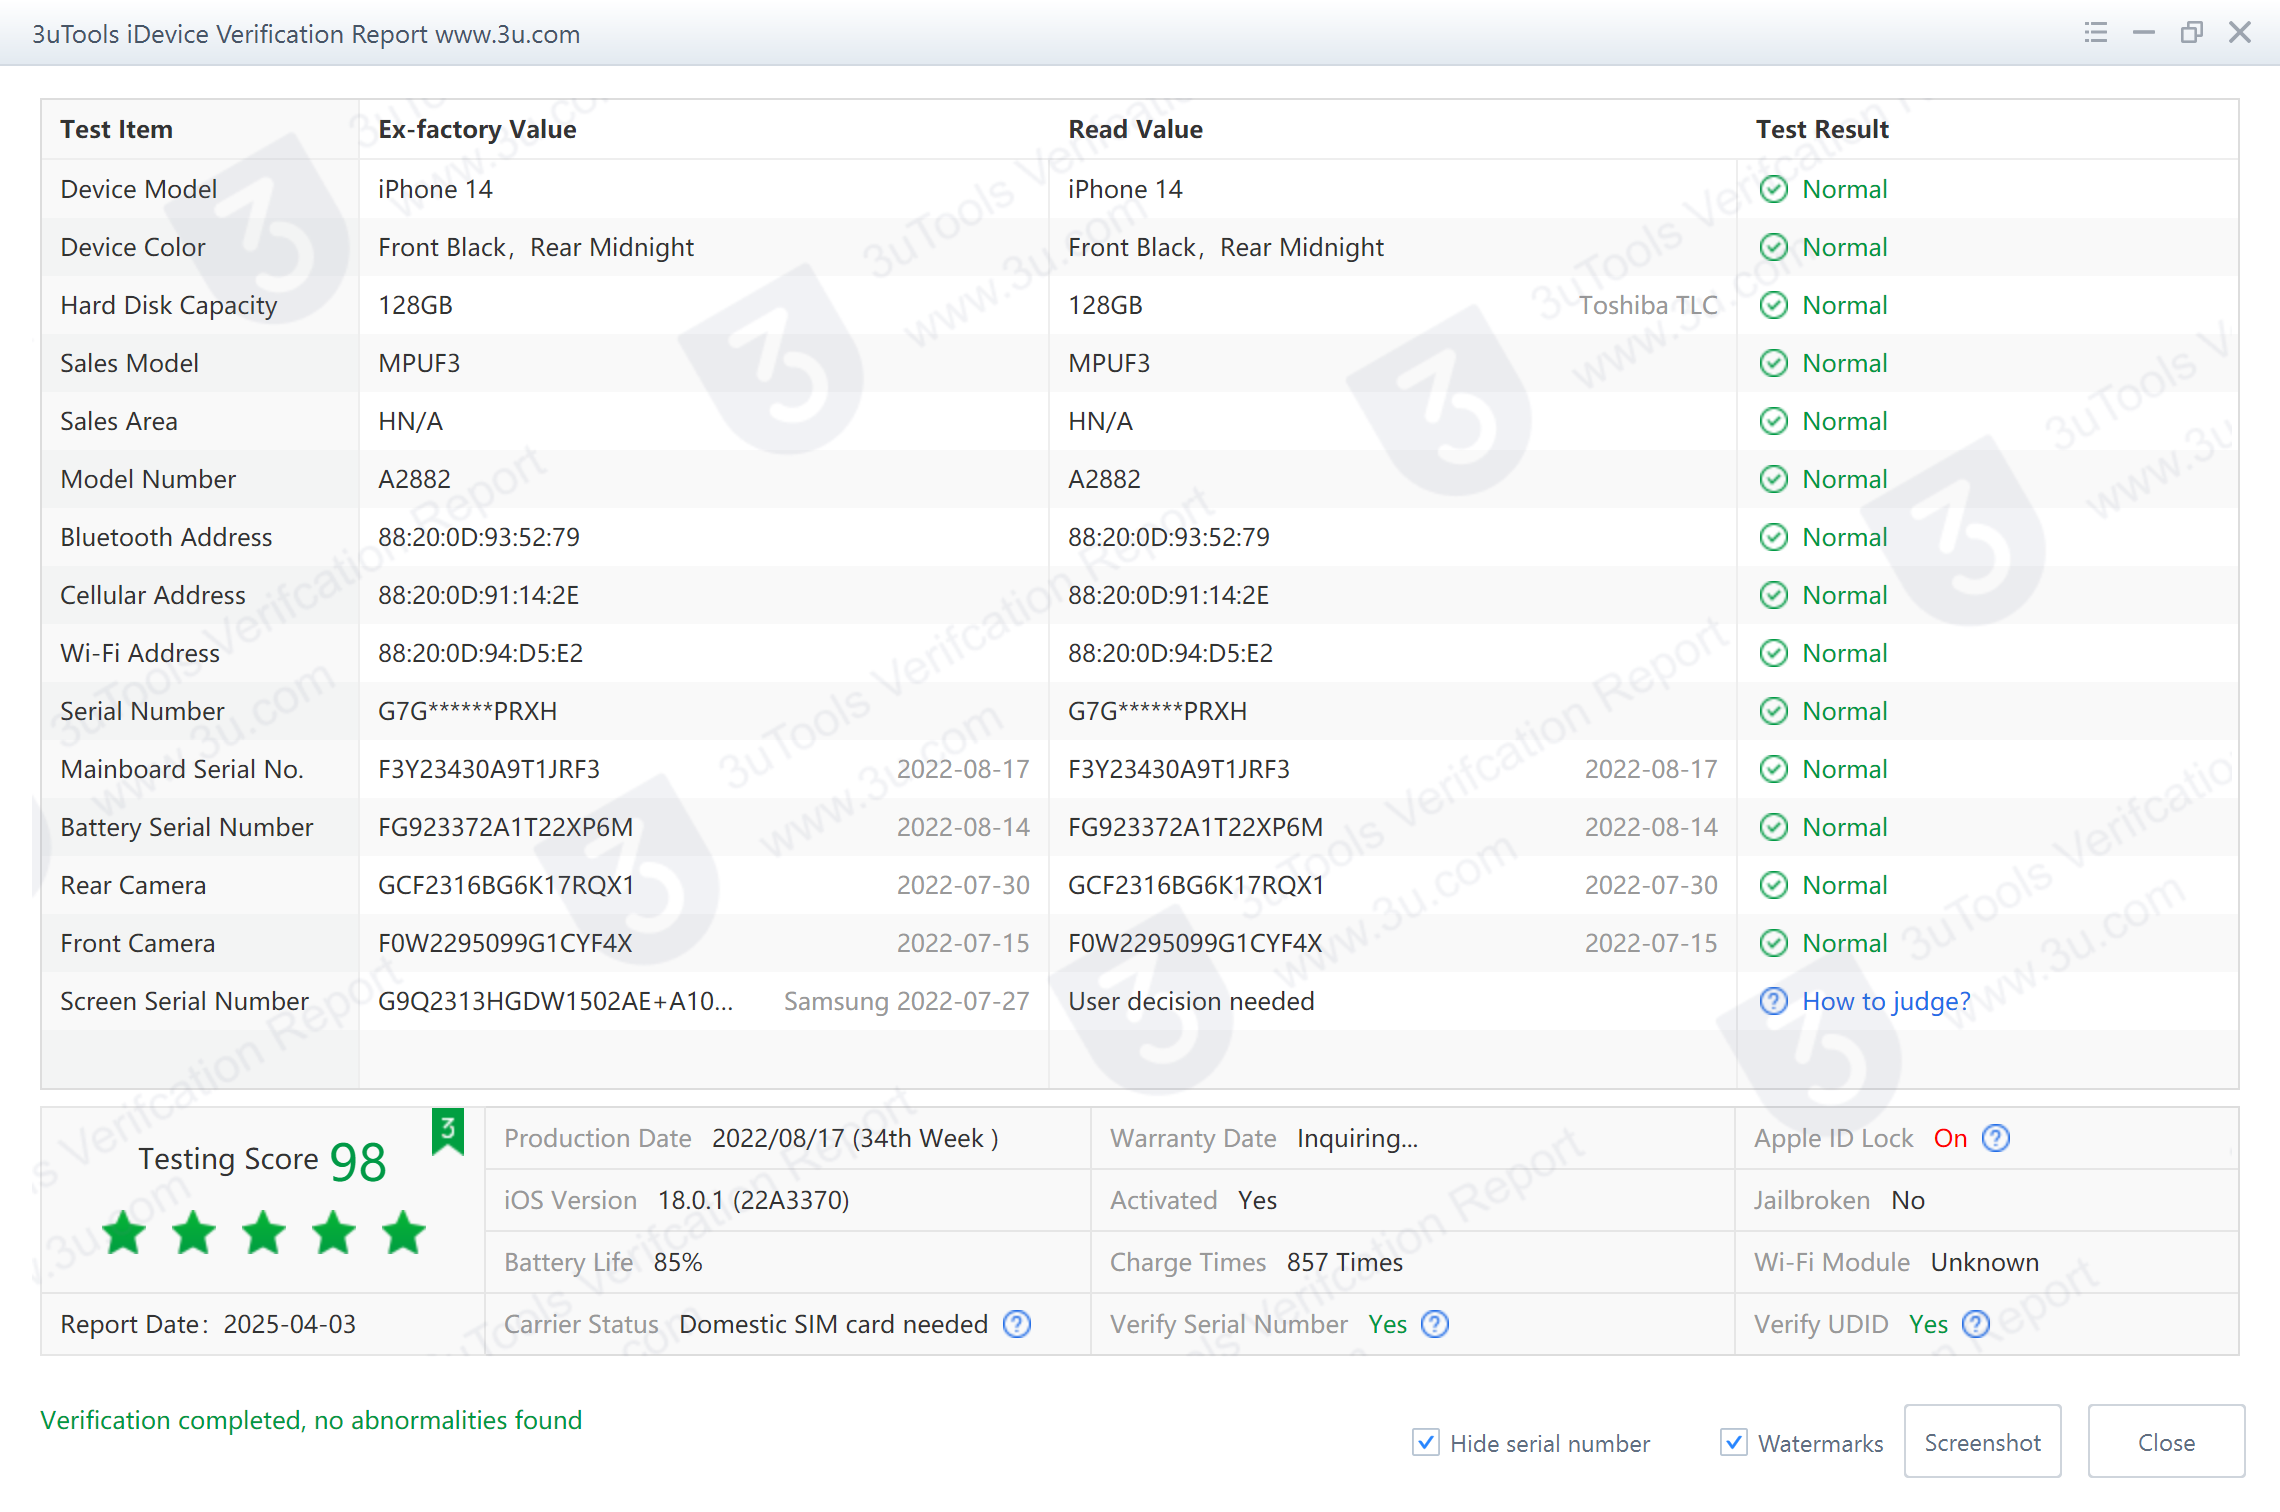 3uTools iDevice Verification Report www.3u.com
Test Item Ex-factory Value Read Value Test Result
Device Model iPhone 14 iPhone 14 Normal
Device Color Front Black，Rear Midnight Front Black，Rear Midnight Normal
Hard Disk Capacity 128GB 128GB Toshiba TLC Normal
Sales Model MPUF3 MPUF3 Normal
Sales Area HN/A HN/A Normal
Model Number A2882 A2882 Normal
Bluetooth Address 88:20:0D:93:52:79 88:20:0D:93:52:79 Normal
Cellular Address 88:20:0D:91:14:2E 88:20:0D:91:14:2E Normal
Wi-Fi Address 88:20:0D:94:D5:E2 88:20:0D:94:D5:E2 Normal
Serial Number G7G******PRXH G7G******PRXH Normal
Mainboard Serial No. F3Y23430A9T1JRF3 2022-08-17 F3Y23430A9T1JRF3 2022-08-17 Normal
Battery Serial Number FG923372A1T22XP6M 2022-08-14 FG923372A1T22XP6M 2022-08-14 Normal
Rear Camera GCF2316BG6K17RQX1 2022-07-30 GCF2316BG6K17RQX1 2022-07-30 Normal
Front Camera F0W2295099G1CYF4X 2022-07-15 F0W2295099G1CYF4X 2022-07-15 Normal
Screen Serial Number G9Q2313HGDW1502AE+A10... Samsung 2022-07-27 User decision needed How to judge?
Testing Score 98
3
Production Date 2022/08/17 (34th Week ) Warranty Date Inquiring... Apple ID Lock On
iOS Version 18.0.1 (22A3370) Activated Yes Jailbroken No
Battery Life 85% Charge Times 857 Times Wi-Fi Module Unknown
Report Date： 2025-04-03 Carrier Status Domestic SIM card needed Verify Serial Number Yes Verify UDID Yes
Verification completed, no abnormalities found
Hide serial number Watermarks Screenshot Close
3uTools Verifcation Report
www.3u.com